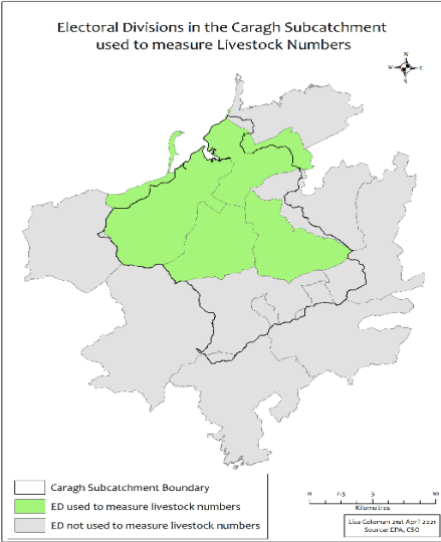 Electoral Divisions in the Caragh Subcatchment
used to measure Livestock Numbers
N
W E
S
Caragh Subcatchment Boundary
ED used to measure livestock numbers
ED not used to measure livestock numbers
0 2.5 5 10
Kilometres
Lisa Coleman 21st April 2021
Source: EPA, CSO